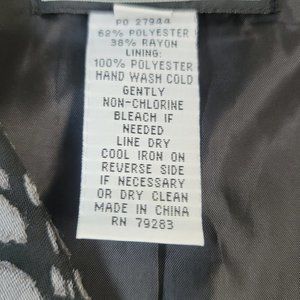 PO 27944
62% POLYESTER
38% RAYON
LINING:
100% POLYESTER
HAND WASH COLD
GENTLY
NON-CHLORINE
BLEACH IF
NEEDED
LINE DRY
COOL IRON ON
REVERSE SIDE
IF NECESSARY
OR DRY CLEAN
MADE IN CHINA
RN 79283